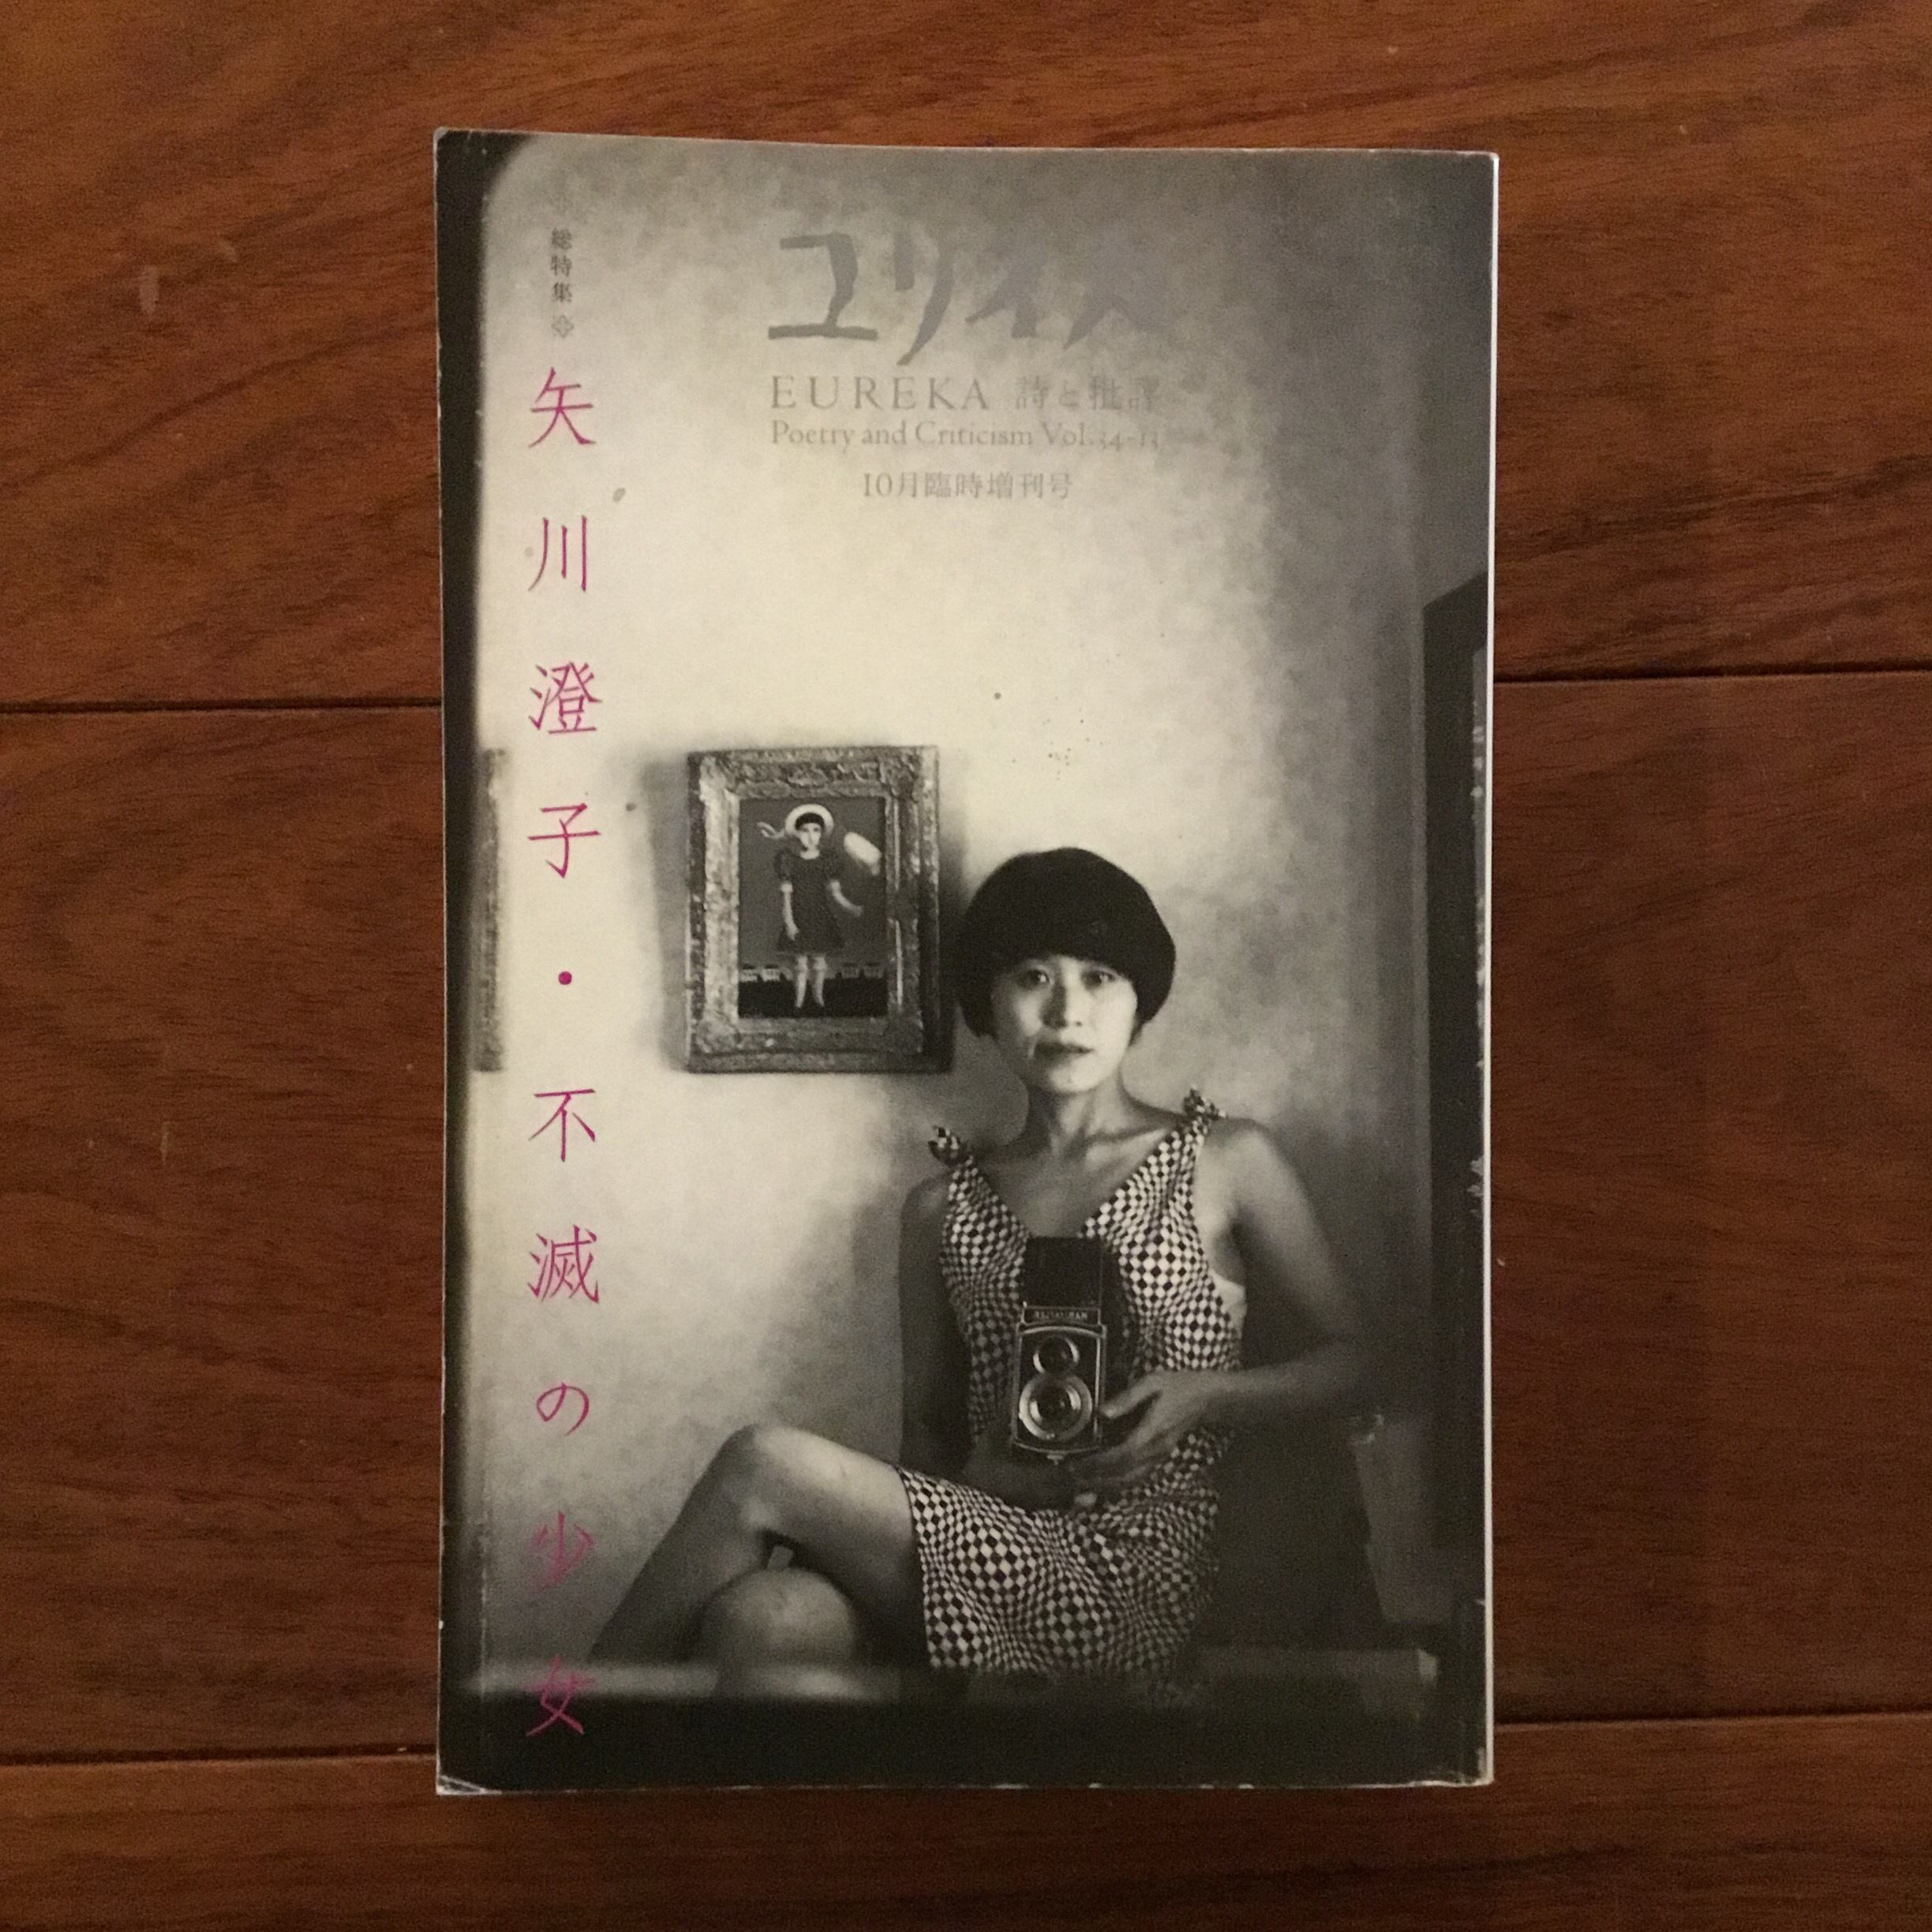 総特集
矢川澄子・不滅の少女
ユリイカ
EUREKA 詩と批評
Poetry and Criticism Vol.34-13
10月臨時増刊号